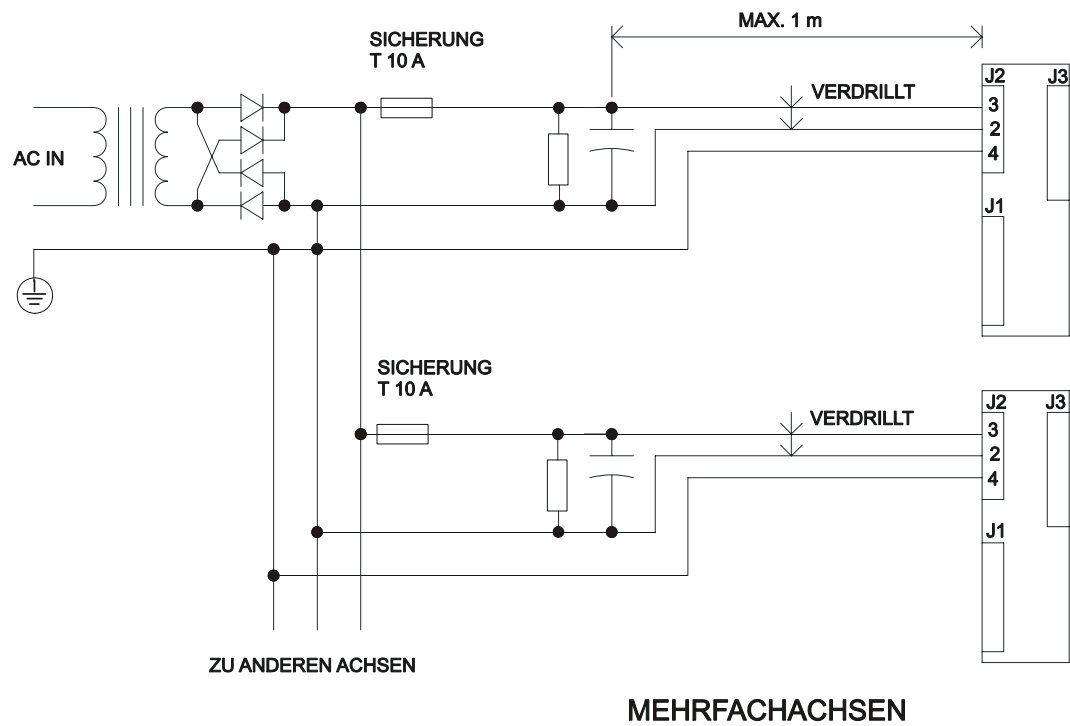 MAX. 1 m
SICHERUNG
T 10 A
J2
J3
VERDRILLT
3
2
4
AC IN
J1
SICHERUNG
T 10 A
J2
J3
VERDRILLT
3
2
4
J1
ZU ANDEREN ACHSEN
MEHRFACHACHSEN